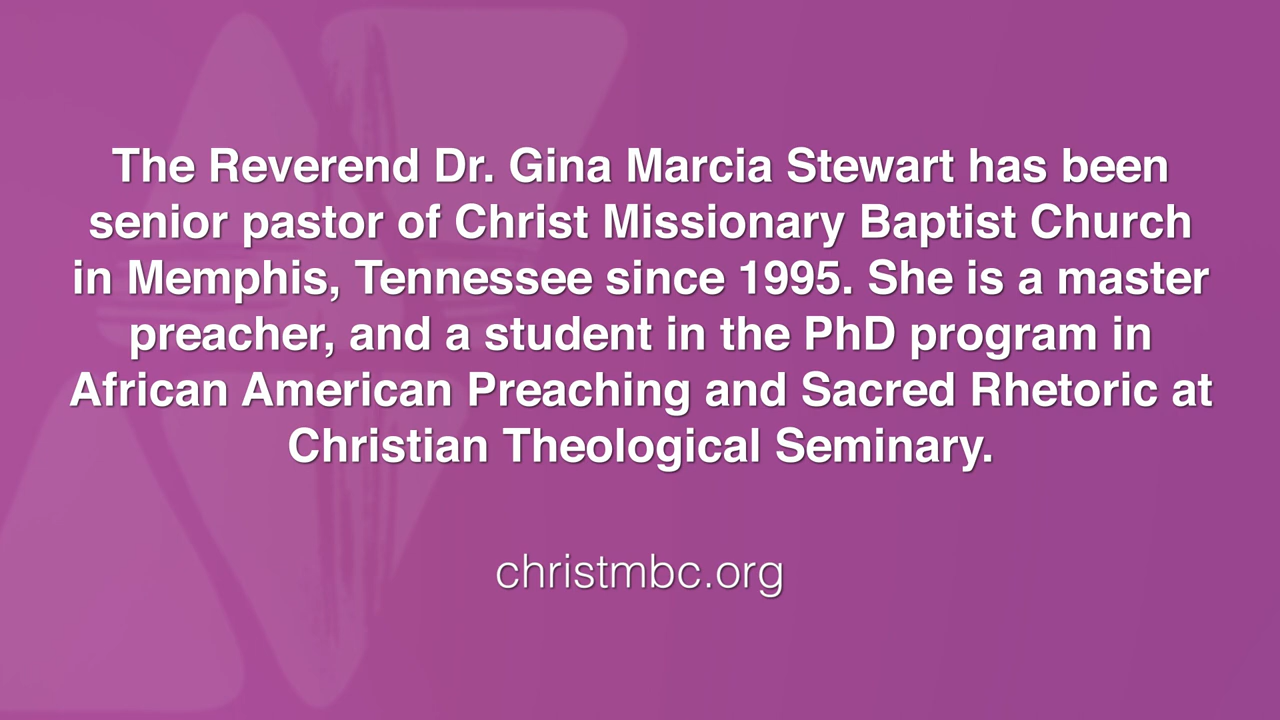 The Reverend Dr. Gina Marcia Stewart has been
senior pastor of Christ Missionary Baptist Church
in Memphis, Tennessee since 1995. She is a master
preacher, and a student in the PhD program in
African American Preaching and Sacred Rhetoric at
Christian Theological Seminary.
christmbc.org